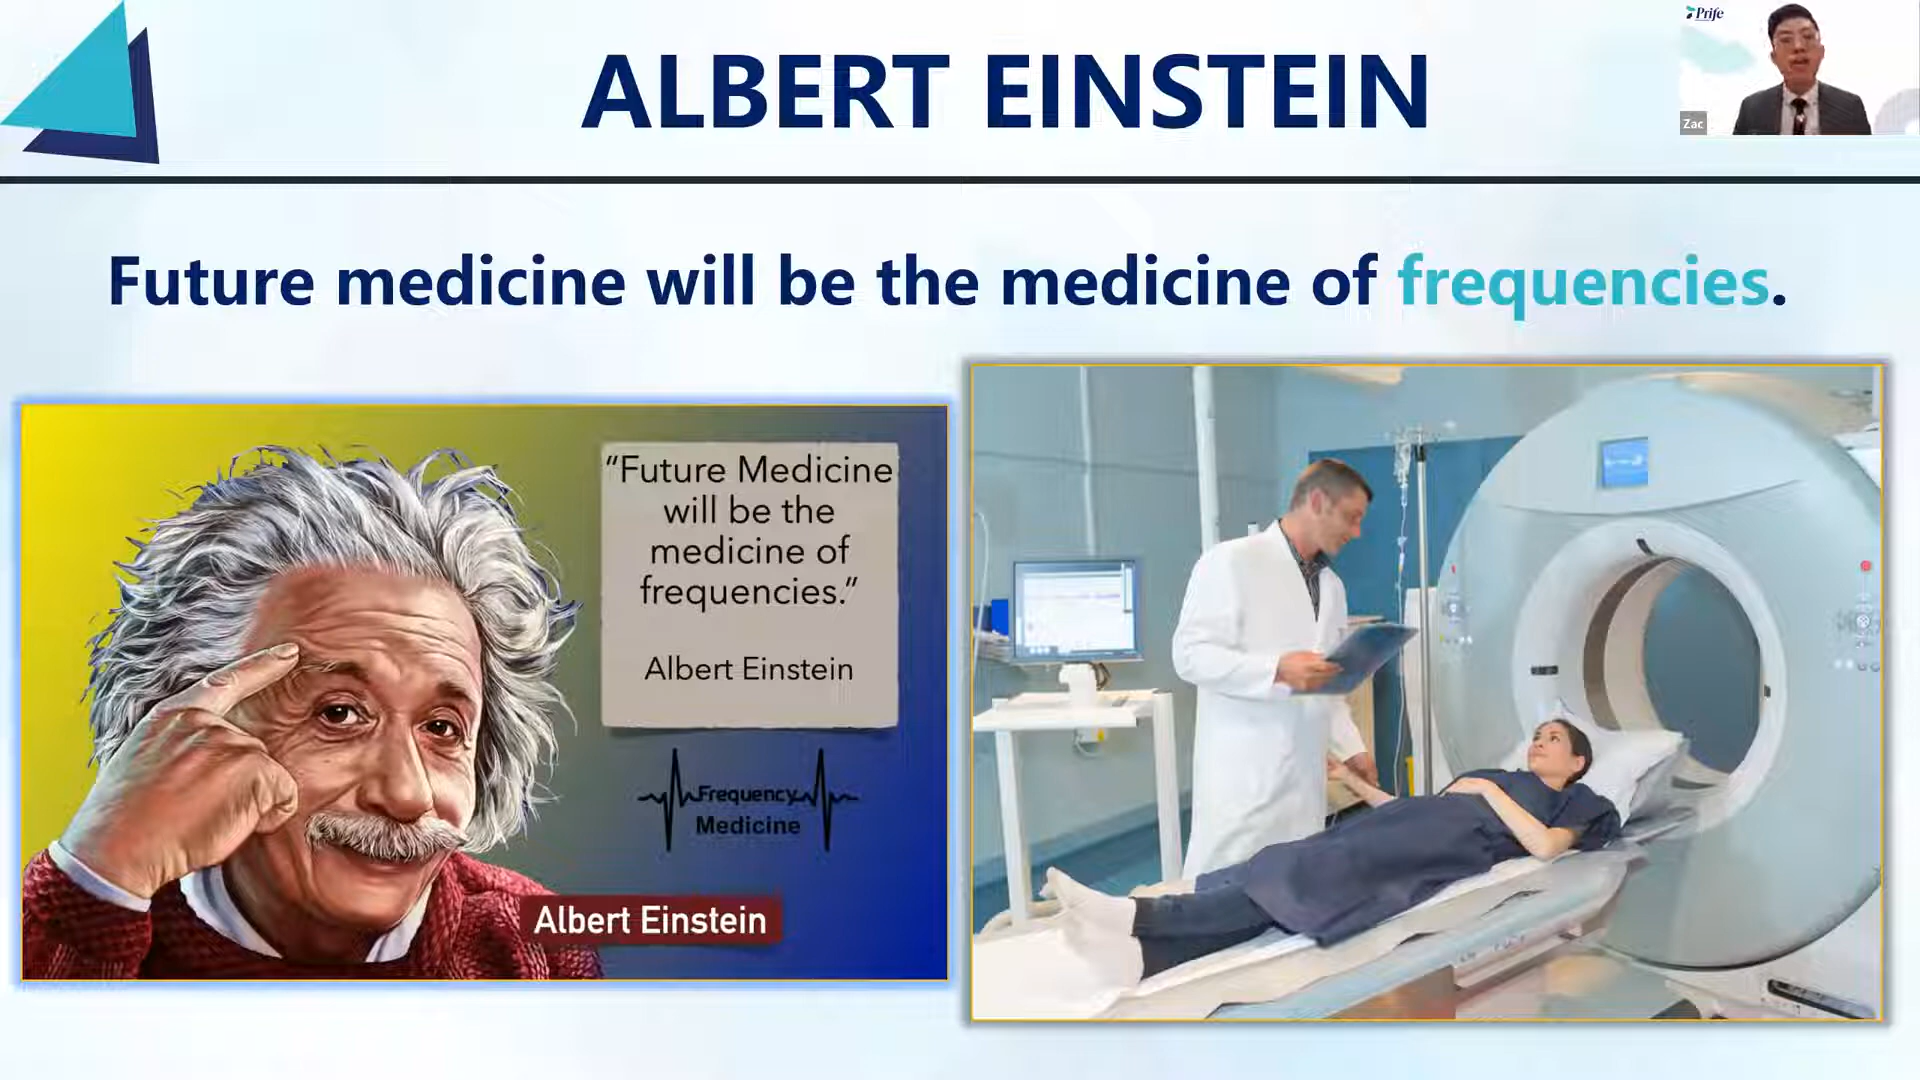 ALBERT EINSTEIN
Prife
Zac
Future medicine will be the medicine of frequencies.
“Future Medicine
will be the
medicine of
frequencies.”
Albert Einstein
Frequency
Medicine
Albert Einstein